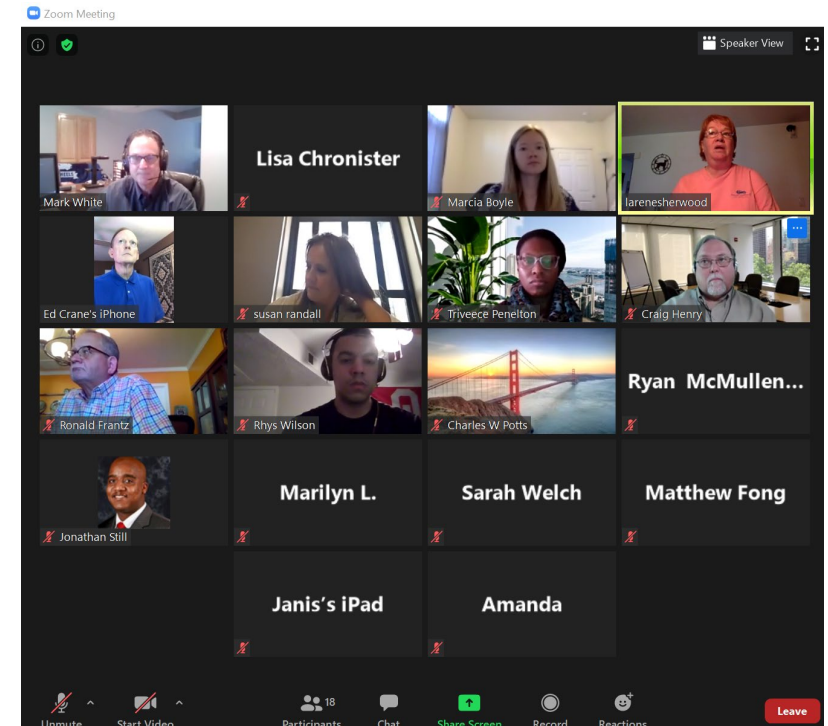 Zoom Meeting
Speaker View
Mark White
Lisa Chronister
Marcia Boyle
larenesherwood
Ed Crane's iPhone
susan randall
Triveece Penelton
Craig Henry
Ronald Frantz
Rhys Wilson
Charles W Potts
Ryan McMullen...
Jonathan Still
Marilyn L.
Sarah Welch
Matthew Fong
Janis's iPad
Amanda
Unmute
Start Video
18
Participants
Chat
Share Screen
Record
Reactions
Leave